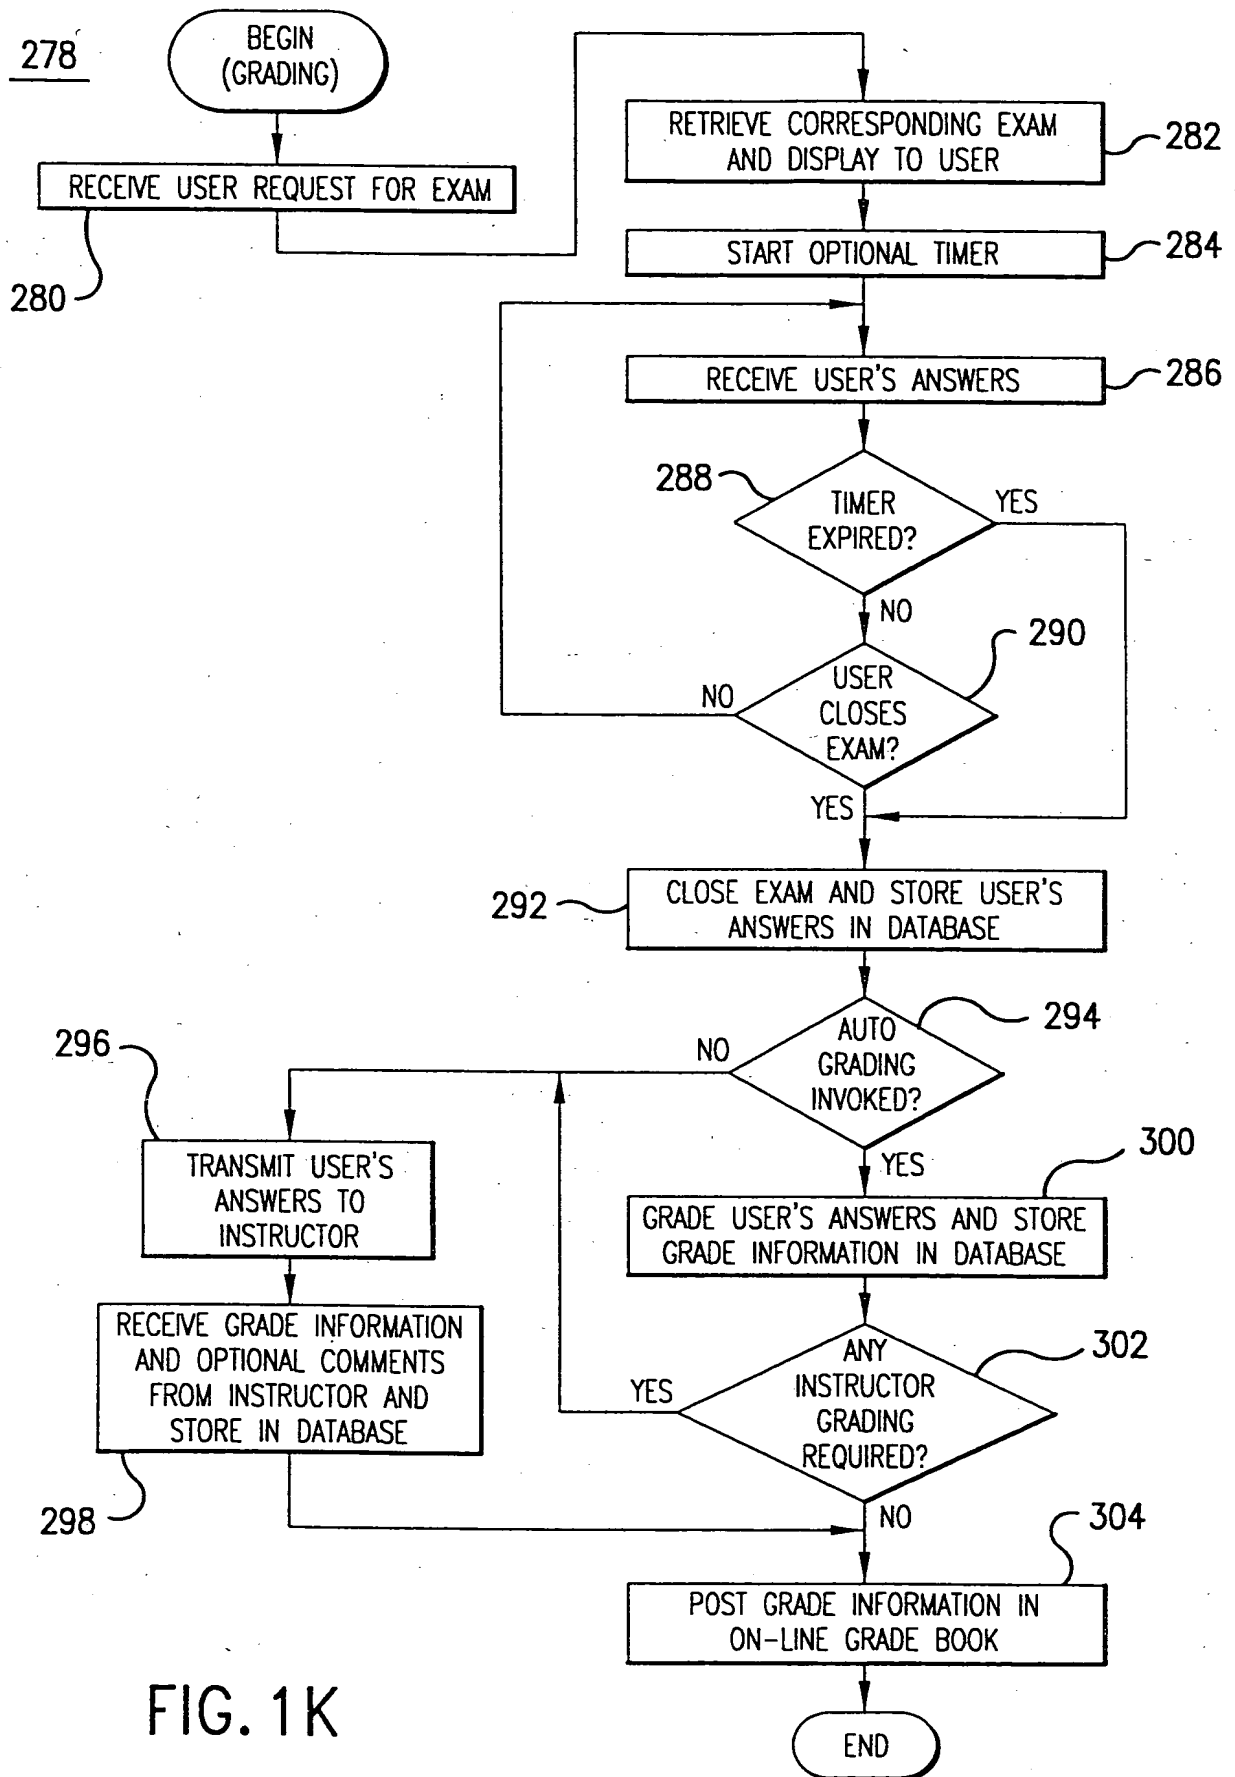 278
BEGIN
(GRADING)
RECEIVE USER REQUEST FOR EXAM
280
RETRIEVE CORRESPONDING EXAM
AND DISPLAY TO USER
282
START OPTIONAL TIMER
284
RECEIVE USER'S ANSWERS
286
288
TIMER
EXPIRED?
YES
NO
290
USER
CLOSES
EXAM?
NO
YES
292
CLOSE EXAM AND STORE USER'S
ANSWERS IN DATABASE
294
AUTO
GRADING
INVOKED?
NO
YES
296
TRANSMIT USER'S
ANSWERS TO
INSTRUCTOR
300
GRADE USER'S ANSWERS AND STORE
GRADE INFORMATION IN DATABASE
RECEIVE GRADE INFORMATION
AND OPTIONAL COMMENTS
FROM INSTRUCTOR AND
STORE IN DATABASE
298
302
ANY
INSTRUCTOR
GRADING
REQUIRED?
YES
NO
304
POST GRADE INFORMATION IN
ON-LINE GRADE BOOK
END
FIG. 1K